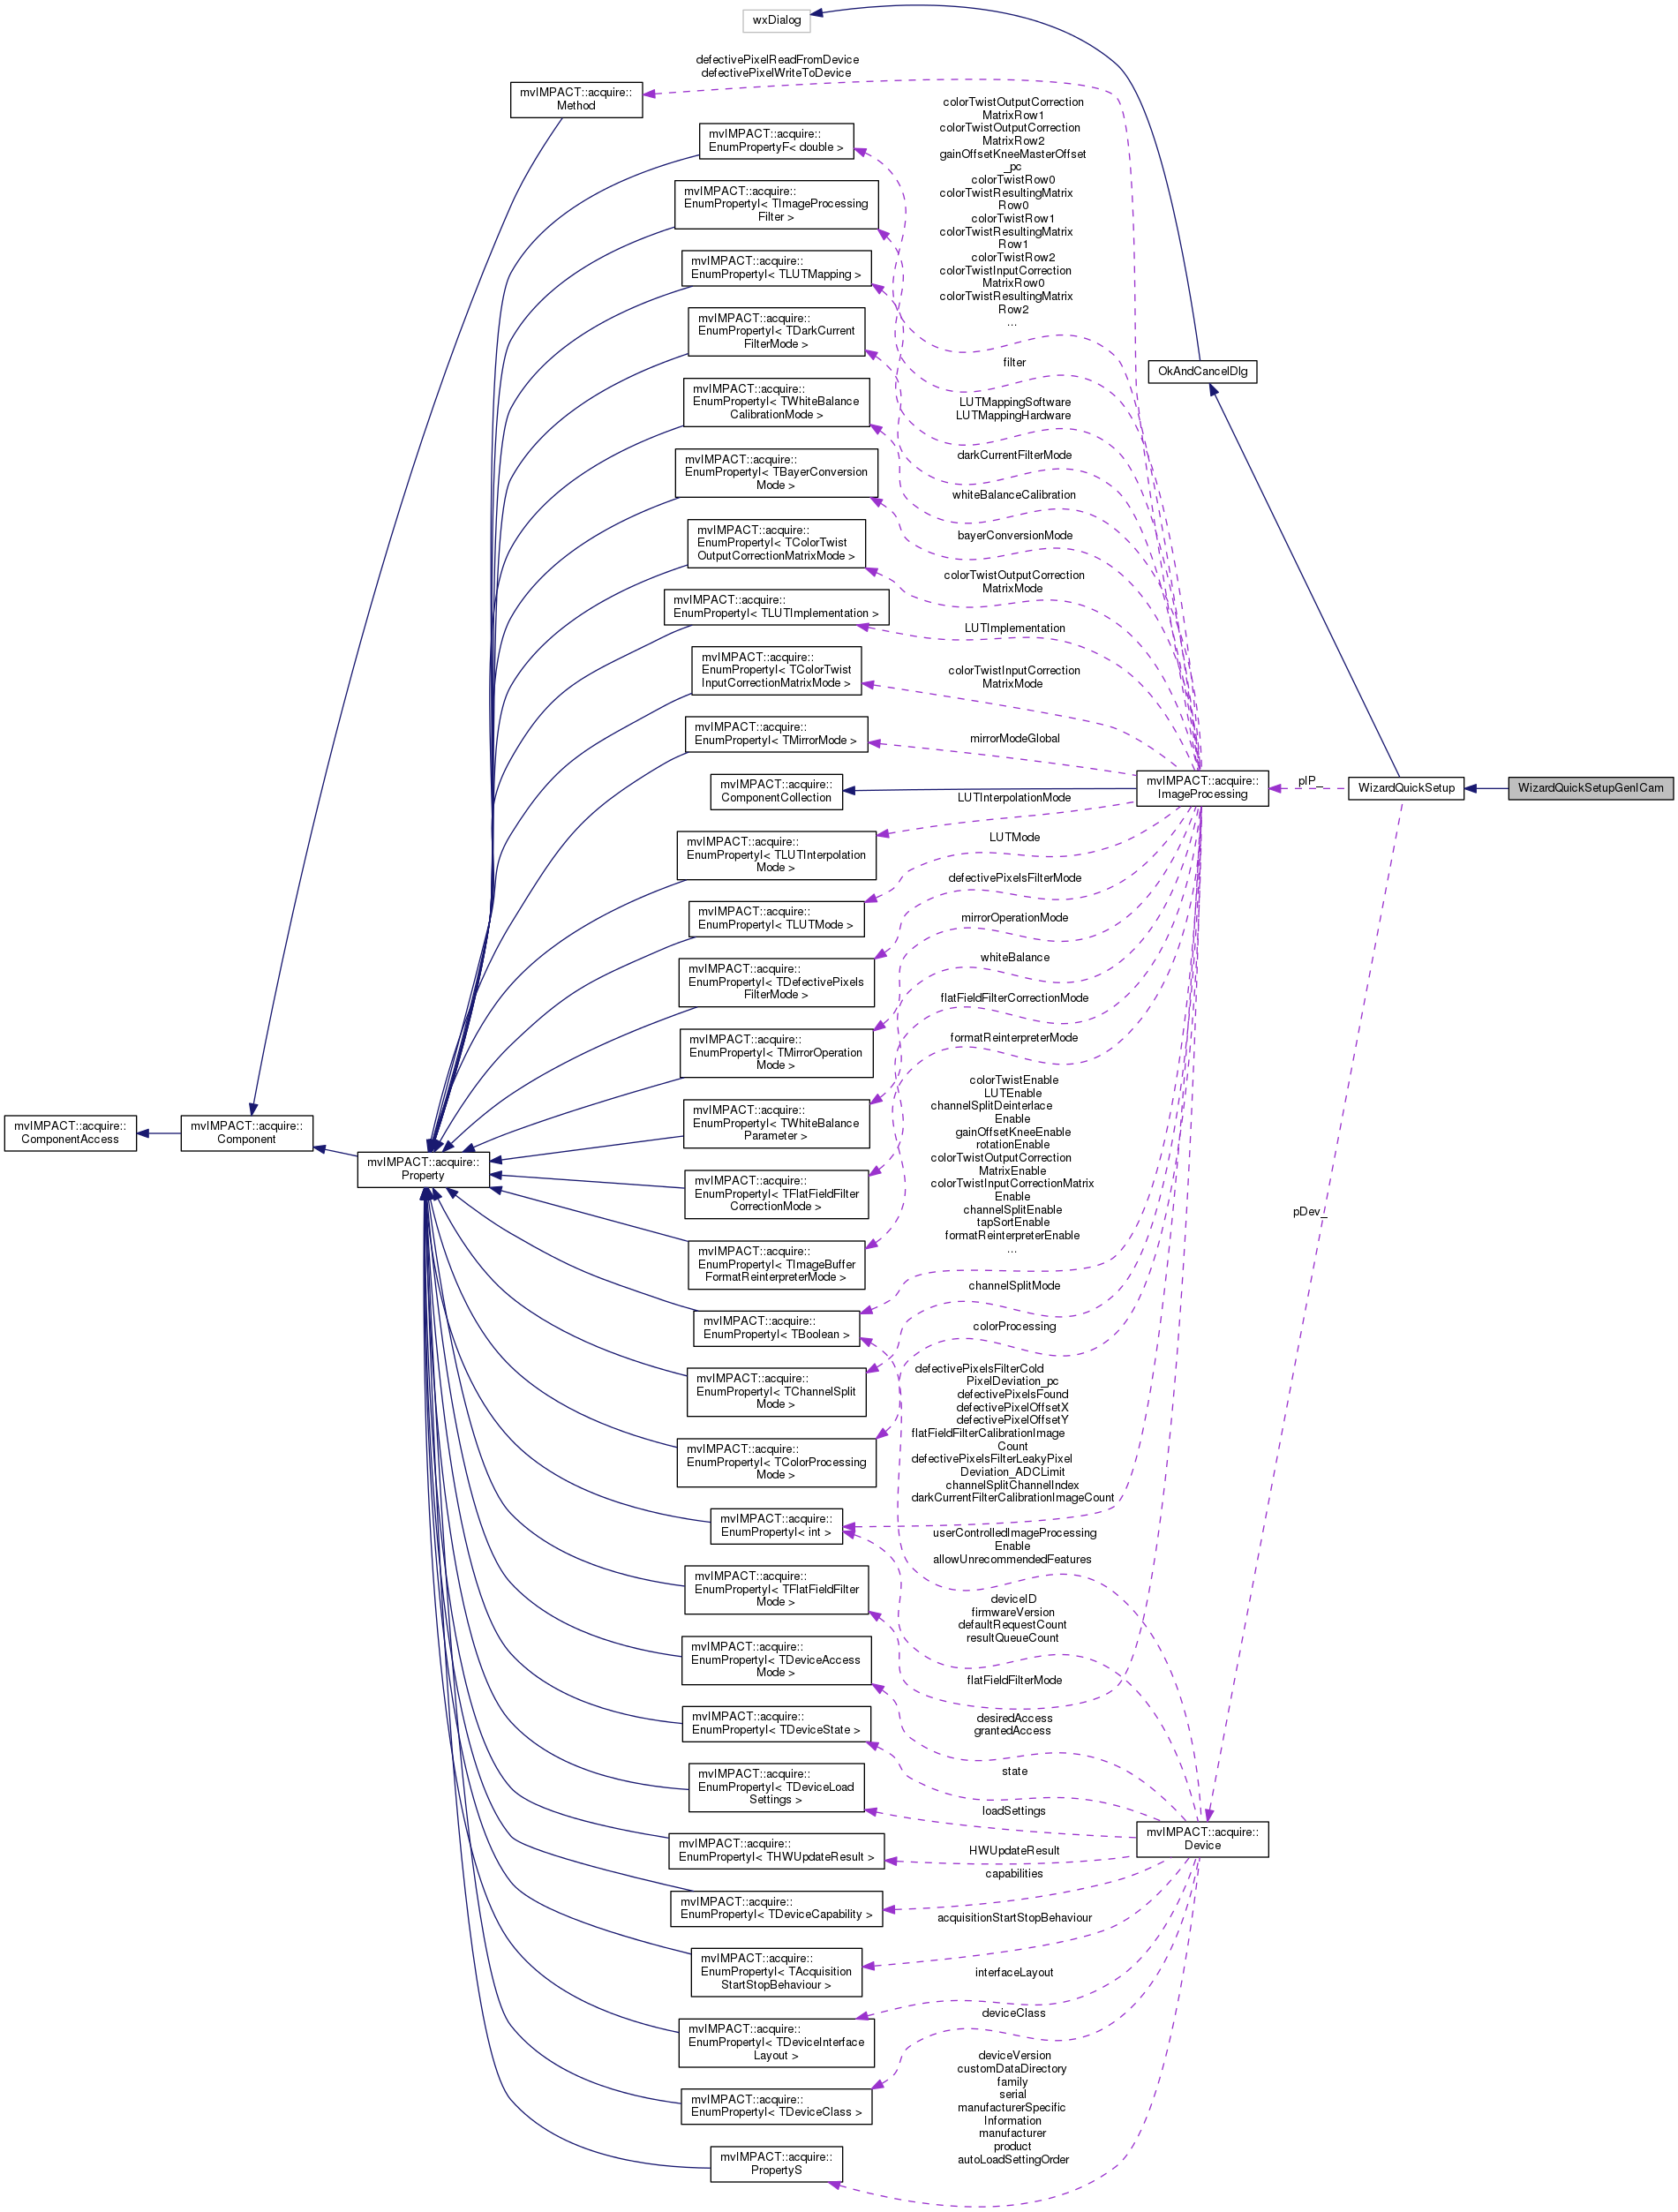 wxDialog
defectivePixelReadFromDevice
defectivePixelWriteToDevice
mvIMPACT::acquire::
Method
colorTwistOutputCorrection
MatrixRow1
colorTwistOutputCorrection
MatrixRow2
gainOffsetKneeMasterOffset
_pc
colorTwistRow0
colorTwistResultingMatrix
Row0
colorTwistRow1
colorTwistResultingMatrix
Row1
colorTwistRow2
colorTwistInputCorrection
MatrixRow0
colorTwistResultingMatrix
Row2
...
mvIMPACT::acquire::
EnumPropertyF< double >
mvIMPACT::acquire::
EnumPropertyI< TImageProcessing
Filter >
mvIMPACT::acquire::
EnumPropertyI< TLUTMapping >
mvIMPACT::acquire::
EnumPropertyI< TDarkCurrent
FilterMode >
filter
OkAndCancelDlg
mvIMPACT::acquire::
EnumPropertyI< TWhiteBalance
CalibrationMode >
LUTMappingSoftware
LUTMappingHardware
darkCurrentFilterMode
mvIMPACT::acquire::
EnumPropertyI< TBayerConversion
Mode >
whiteBalanceCalibration
bayerConversionMode
mvIMPACT::acquire::
EnumPropertyI< TColorTwist
OutputCorrectionMatrixMode >
colorTwistOutputCorrection
MatrixMode
mvIMPACT::acquire::
EnumPropertyI< TLUTImplementation >
LUTImplementation
mvIMPACT::acquire::
EnumPropertyI< TColorTwist
InputCorrectionMatrixMode >
colorTwistInputCorrection
MatrixMode
mvIMPACT::acquire::
EnumPropertyI< TMirrorMode >
mirrorModeGlobal
mvIMPACT::acquire::
ComponentCollection
mvIMPACT::acquire::
ImageProcessing
pIP_
WizardQuickSetup
WizardQuickSetupGenICam
LUTInterpolationMode
mvIMPACT::acquire::
EnumPropertyI< TLUTInterpolation
Mode >
LUTMode
mvIMPACT::acquire::
EnumPropertyI< TLUTMode >
defectivePixelsFilterMode
mvIMPACT::acquire::
EnumPropertyI< TDefectivePixels
FilterMode >
mirrorOperationMode
mvIMPACT::acquire::
EnumPropertyI< TMirrorOperation
Mode >
whiteBalance
mvIMPACT::acquire::
EnumPropertyI< TWhiteBalance
Parameter >
flatFieldFilterCorrectionMode
mvIMPACT::acquire::
EnumPropertyI< TFlatFieldFilter
CorrectionMode >
formatReinterpreterMode
mvIMPACT::acquire::
EnumPropertyI< TImageBuffer
FormatReinterpreterMode >
mvIMPACT::acquire::
ComponentAccess
mvIMPACT::acquire::
Component
mvIMPACT::acquire::
Property
colorTwistEnable
LUTEnable
channelSplitDeinterlace
Enable
gainOffsetKneeEnable
rotationEnable
colorTwistOutputCorrection
MatrixEnable
colorTwistInputCorrectionMatrix
Enable
channelSplitEnable
tapSortEnable
formatReinterpreterEnable
...
pDev_
mvIMPACT::acquire::
EnumPropertyI< TBoolean >
channelSplitMode
mvIMPACT::acquire::
EnumPropertyI< TChannelSplit
Mode >
colorProcessing
mvIMPACT::acquire::
EnumPropertyI< TColorProcessing
Mode >
defectivePixelsFilterCold
PixelDeviation_pc
defectivePixelsFound
defectivePixelOffsetX
defectivePixelOffsetY
flatFieldFilterCalibrationImage
Count
defectivePixelsFilterLeakyPixel
Deviation_ADCLimit
channelSplitChannelIndex
darkCurrentFilterCalibrationImageCount
mvIMPACT::acquire::
EnumPropertyI< int >
userControlledImageProcessing
Enable
allowUnrecommendedFeatures
mvIMPACT::acquire::
EnumPropertyI< TFlatFieldFilter
Mode >
deviceID
firmwareVersion
defaultRequestCount
resultQueueCount
mvIMPACT::acquire::
EnumPropertyI< TDeviceAccess
Mode >
flatFieldFilterMode
desiredAccess
grantedAccess
mvIMPACT::acquire::
EnumPropertyI< TDeviceState >
state
mvIMPACT::acquire::
EnumPropertyI< TDeviceLoad
Settings >
loadSettings
mvIMPACT::acquire::
Device
mvIMPACT::acquire::
EnumPropertyI< THWUpdateResult >
HWUpdateResult
capabilities
mvIMPACT::acquire::
EnumPropertyI< TDeviceCapability >
acquisitionStartStopBehaviour
mvIMPACT::acquire::
EnumPropertyI< TAcquisition
StartStopBehaviour >
interfaceLayout
mvIMPACT::acquire::
EnumPropertyI< TDeviceInterface
Layout >
deviceClass
mvIMPACT::acquire::
EnumPropertyI< TDeviceClass >
deviceVersion
customDataDirectory
family
serial
manufacturerSpecific
Information
manufacturer
product
autoLoadSettingOrder
mvIMPACT::acquire::
PropertyS